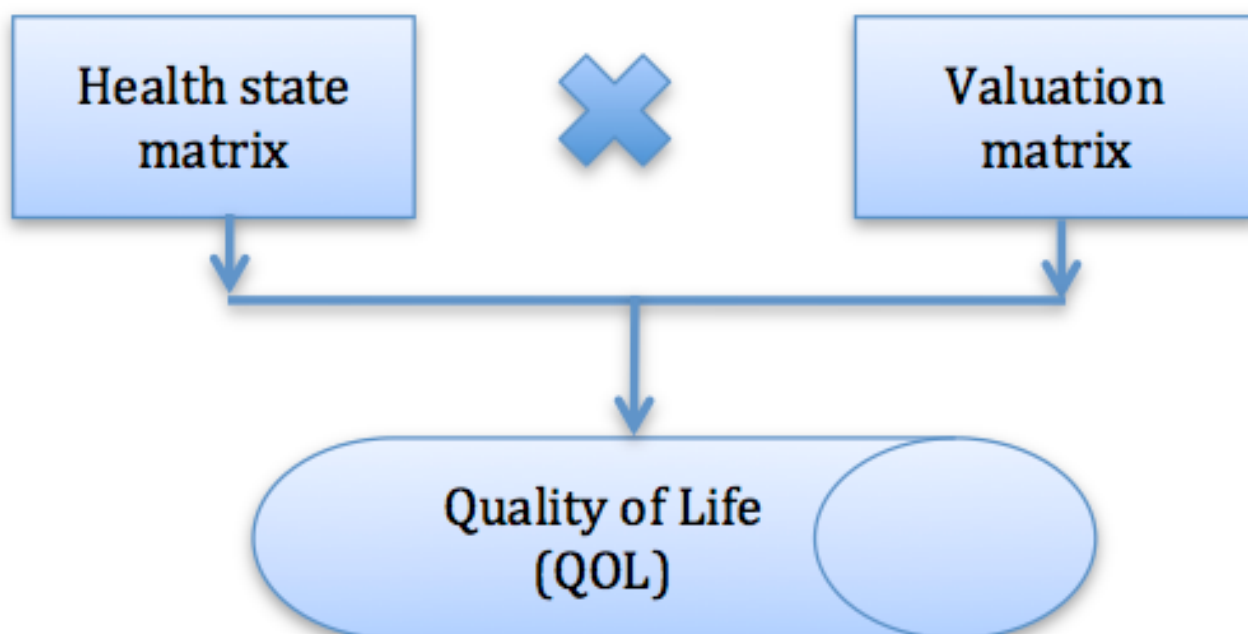 Health state
matrix
Valuation
matrix
Quality of Life
(QOL)